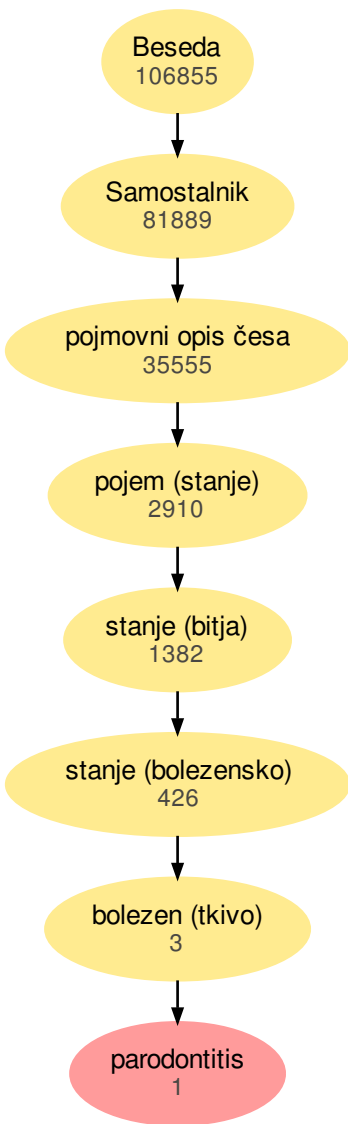 Beseda
106855
Samostalnik
81889
pojmovni opis česa
35555
pojem (stanje)
2910
stanje (bitja)
1382
stanje (bolezensko)
426
bolezen (tkivo)
3
parodontitis
1